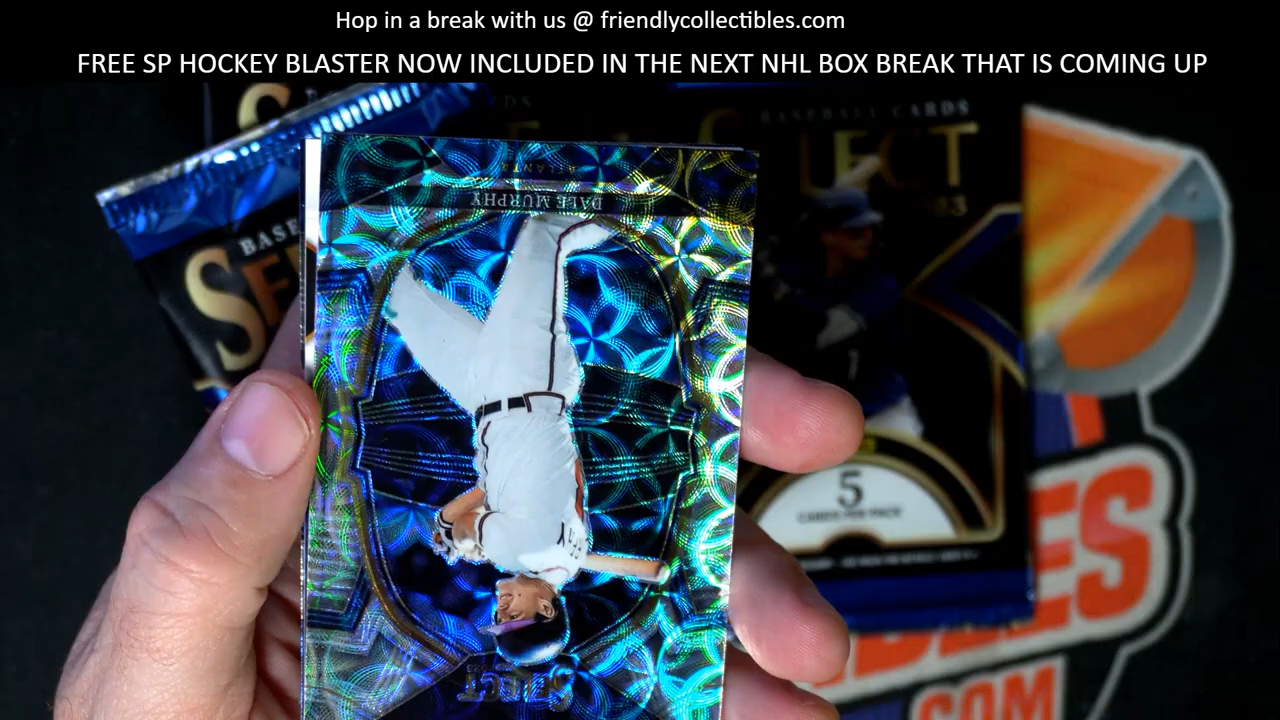 Hop in a break with us @ friendlycollectibles.com
FREE SP HOCKEY BLASTER NOW INCLUDED IN THE NEXT NHL BOX BREAK THAT IS COMING UP
BASEBALL CARDS
ATLANTA
DALE MURPHY
SELECT
5
CARDS PER PACK
COM